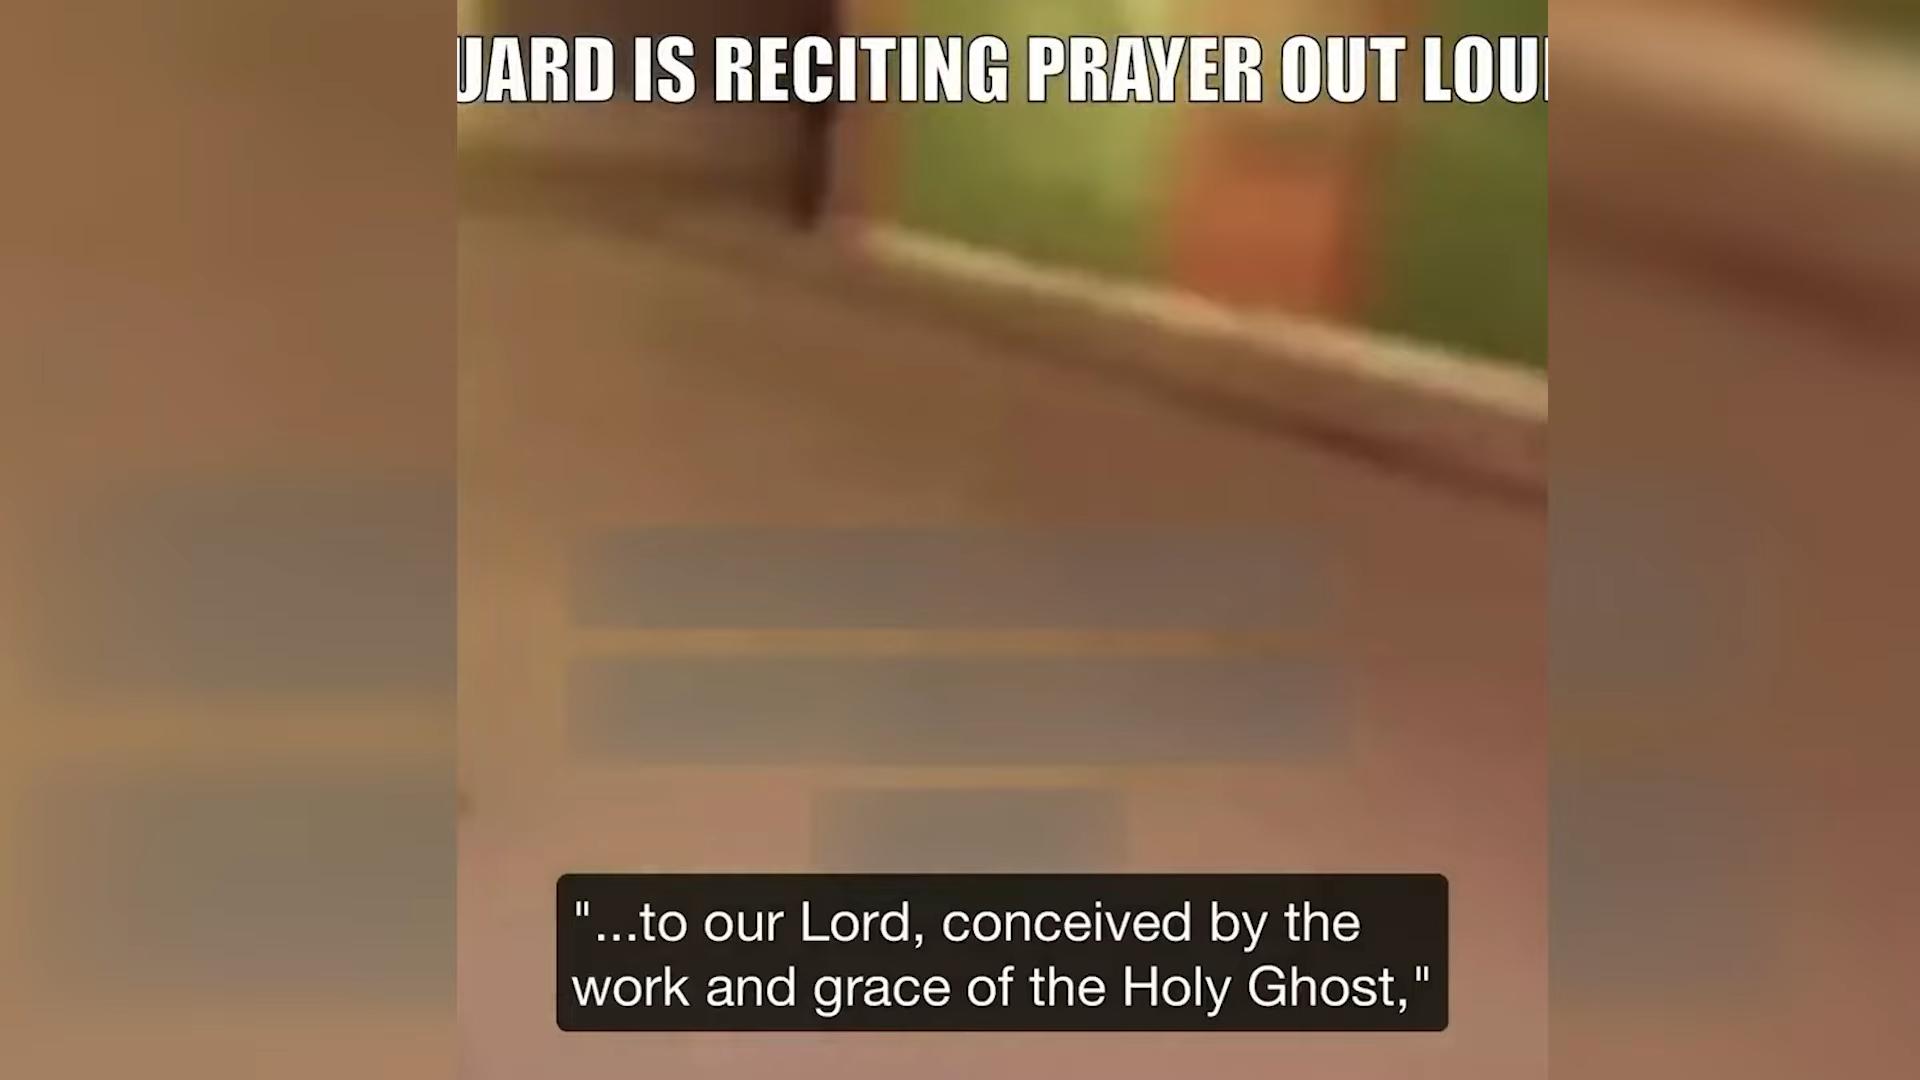 UARD IS RECITING PRAYER OUT LOU
"...to our Lord, conceived by the
work and grace of the Holy Ghost,"